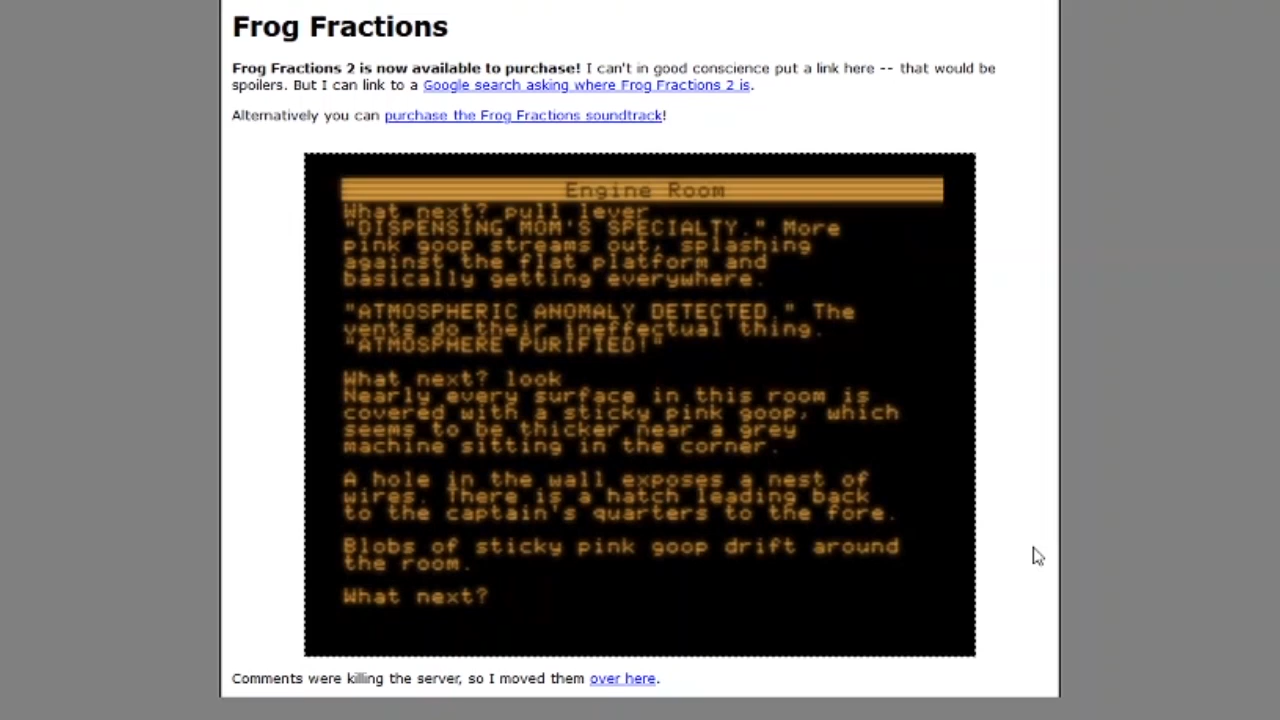 Frog Fractions
Frog Fractions 2 is now available to purchase! I can't in good conscience put a link here -- that would be
spoilers. But I can link to a Google search asking where Frog Fractions 2 is.
Alternatively you can purchase the Frog Fractions soundtrack!
Engine Room
What next? pull lever
"DISPENSING MOM'S SPECIALTY." More
pink goop streams out, splashing
against the flat platform and
basically getting everywhere.
"ATMOSPHERIC ANOMALY DETECTED." The
vents do their ineffectual thing.
"ATMOSPHERE PURIFIED!"
What next? look
Nearly every surface in this room is
covered with a sticky pink goop, which
seems to be thicker near a grey
machine sitting in the corner.
A hole in the wall exposes a nest of
wires. There is a hatch leading back
to the captain's quarters to the fore.
Blobs of sticky pink goop drift around
the room.
What next?
Comments were killing the server, so I moved them over here.